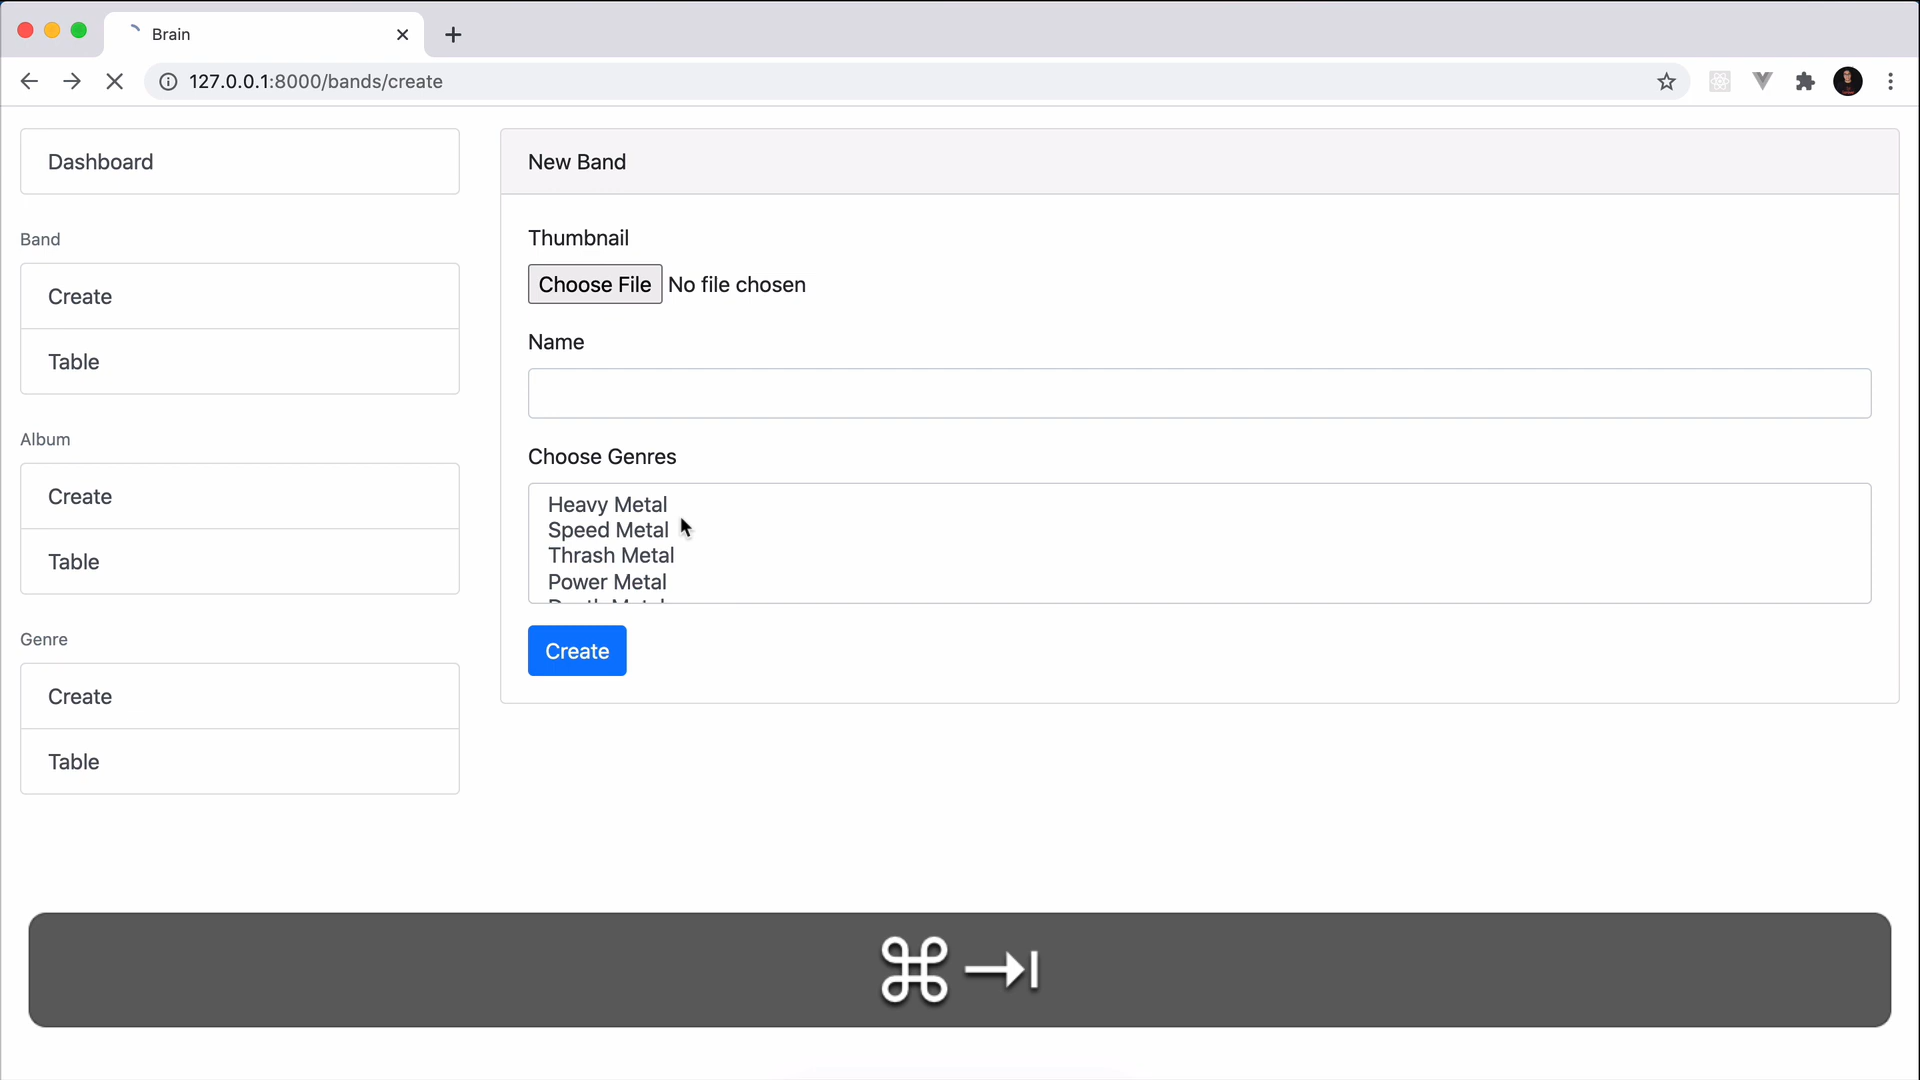 Brain
127.0.0.1:8000/bands/create
Dashboard
Band
Create
Table
Album
Create
Table
Genre
Create
Table
New Band
Thumbnail
Choose File No file chosen
Name
Choose Genres
Heavy Metal
Speed Metal
Thrash Metal
Power Metal
Create